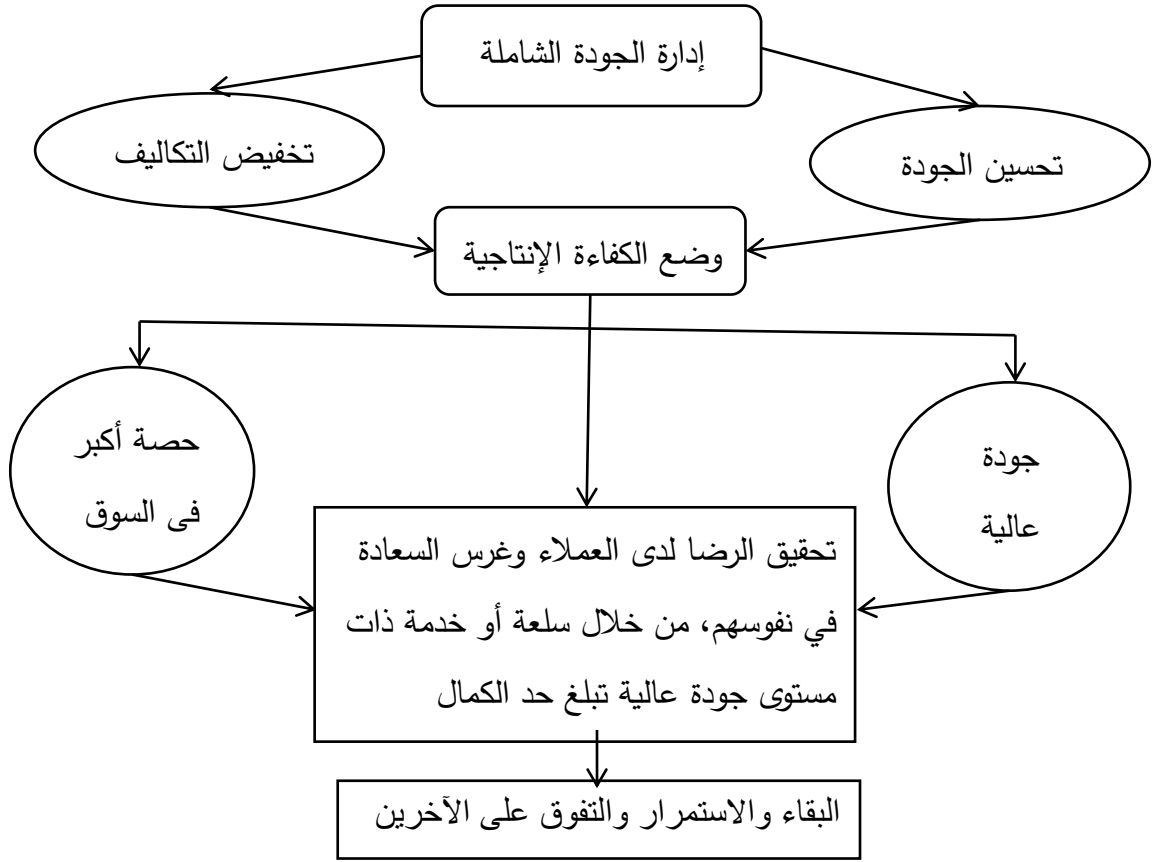 إدارة الجودة الشاملة
تحسين الجودة
تخفيض التكاليف
وضع الكفاءة الإنتاجية
جودة
عالية
حصة أكبر
فى السوق
تحقيق الرضا لدى العملاء وغرس السعادة
في نفوسهم، من خلال سلعة أو خدمة ذات
مستوى جودة عالية تبلغ حد الكمال
البقاء والاستمرار والتفوق على الآخرين